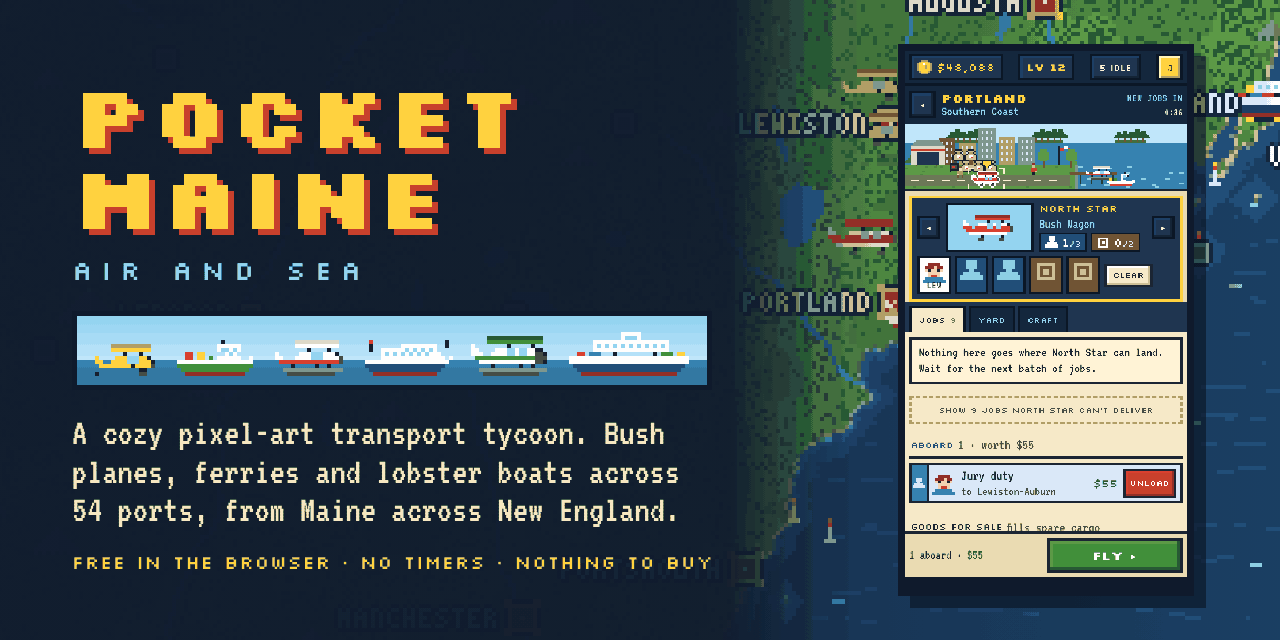 POCKET
MAINE
AIR AND SEA
A cozy pixel-art transport tycoon. Bush
planes, ferries and lobster boats across
54 ports, from Maine across New England.
FREE IN THE BROWSER · NO TIMERS · NOTHING TO BUY
MANCHESTER
AUGUSTA
LEWISTON
PORTLAND
$48,088
LV 12
5 IDLE
PORTLAND
Southern Coast
NEW JOBS IN
4:36
NORTH STAR
Bush Wagon
1/3
0/2
LEW
CLEAR
JOBS 9
YARD
CRAFT
Nothing here goes where North Star can land.
Wait for the next batch of jobs.
SHOW 9 JOBS NORTH STAR CAN'T DELIVER
ABOARD 1 · worth $55
Jury duty
to Lewiston-Auburn
$55
UNLOAD
GOODS FOR SALE fills spare cargo
1 aboard · $55
FLY ▸
AND